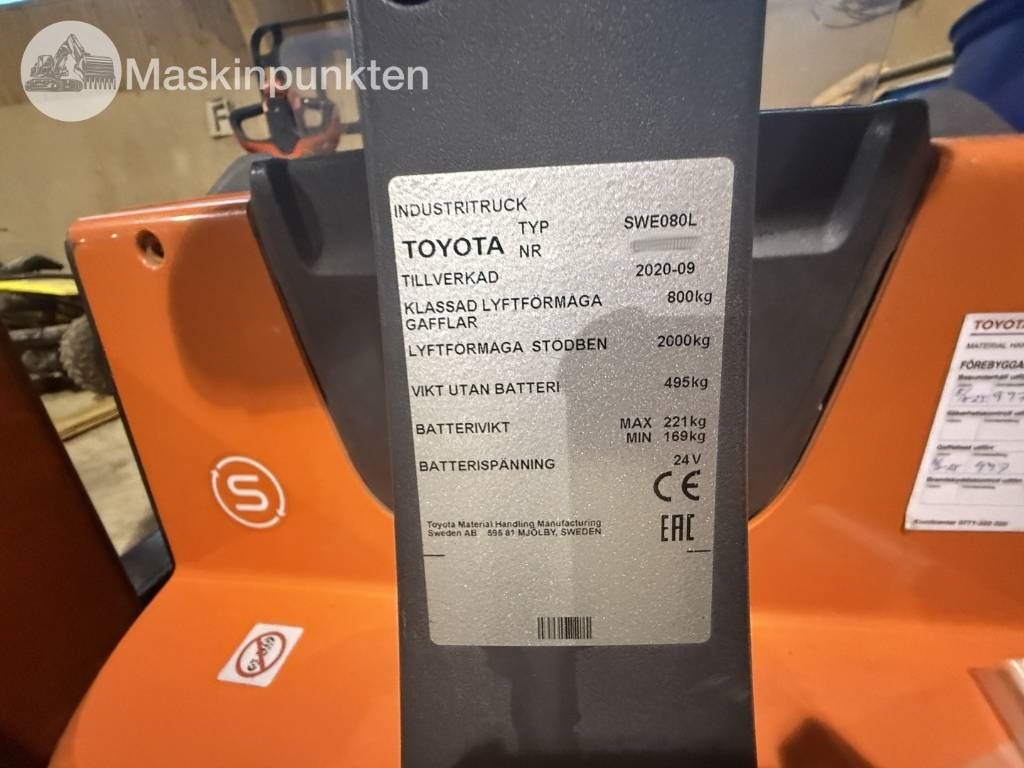 Maskinpunkten
INDUSTRITRUCK
TOYOTA
TYP SWE080L
NR
TILLVERKAD 2020-09
KLASSAD LYFTFÖRMÅGA 800kg
GAFFLAR
LYFTFÖRMÅGA STÖDBEN 2000kg
VIKT UTAN BATTERI 495kg
BATTERIVIKT MAX 221kg
MIN 169kg
BATTERISPÄNNING 24V
CE
EAC
Toyota Material Handling Manufacturing
Sweden AB 595 81 MJÖLBY, SWEDEN
S
TOYOTA
MATERIAL HAN
FÖREBYGGA